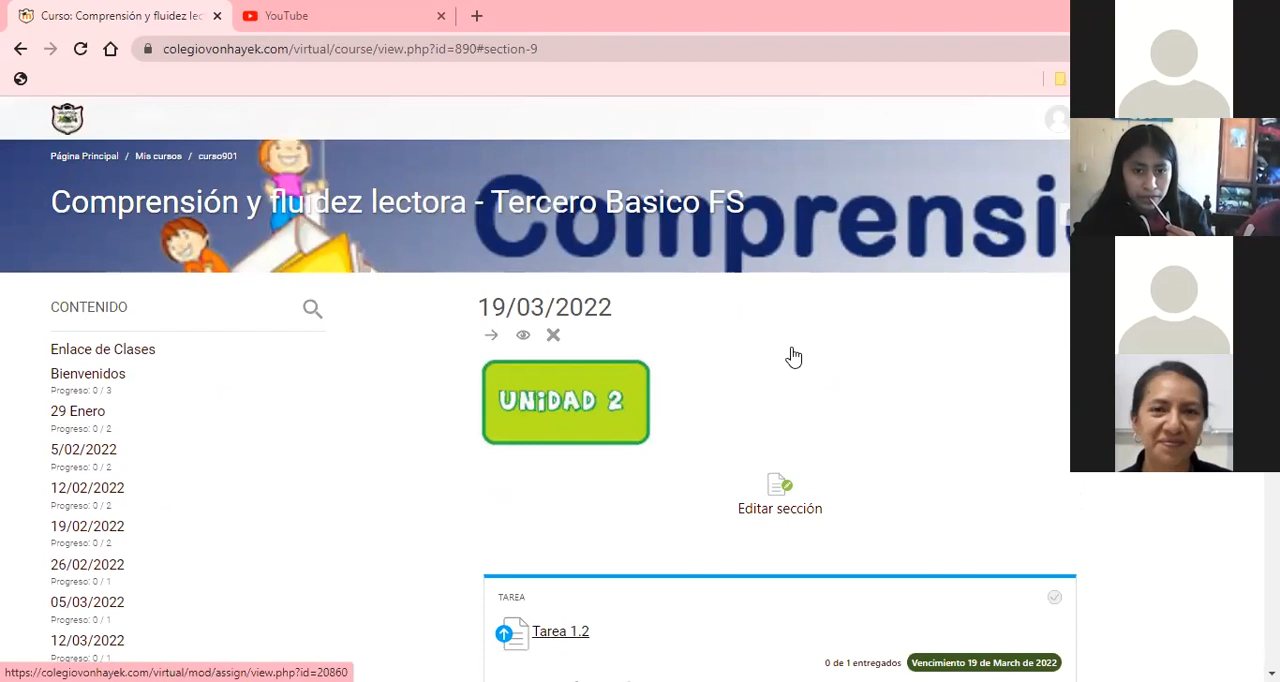 Curso: Comprensión y fluidez lec
YouTube
colegiovonhayek.com/virtual/course/view.php?id=890#section-9
Página Principal / Mis cursos / curso901
Comprensión y fluidez lectora - Tercero Basico FS
Comprensi
CONTENIDO
Enlace de Clases
Bienvenidos
Progreso: 0 / 3
29 Enero
Progreso: 0 / 2
5/02/2022
Progreso: 0 / 2
12/02/2022
Progreso: 0 / 2
19/02/2022
Progreso: 0 / 2
26/02/2022
Progreso: 0 / 1
05/03/2022
Progreso: 0 / 1
12/03/2022
Progreso: 0 / 1
19/03/2022
UNIDAD 2
Editar sección
TAREA
Tarea 1.2
0 de 1 entregados
Vencimiento 19 de March de 2022
https://colegiovonhayek.com/virtual/mod/assign/view.php?id=20860